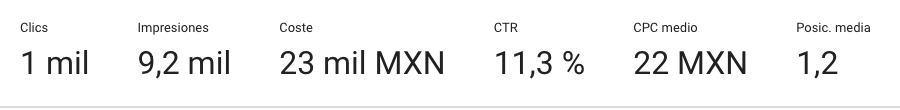 Clics Impresiones Coste CTR CPC medio Posic. media
1 mil 9,2 mil 23 mil MXN 11,3 % 22 MXN 1,2